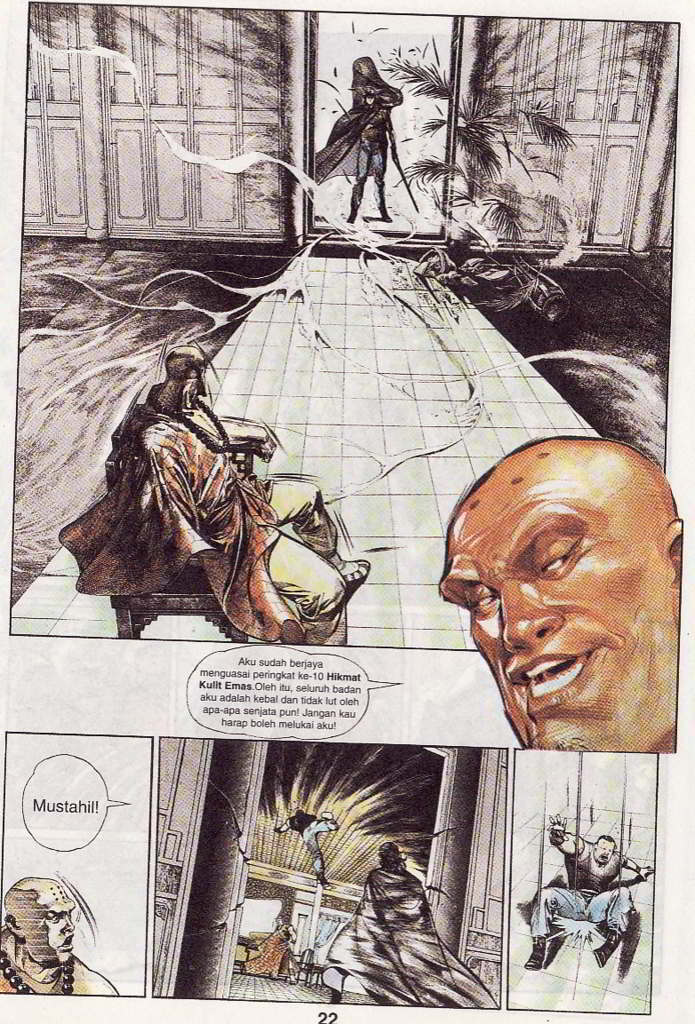 Aku sudah berjaya
menguasai peringkat ke-10 Hikmat
Kulit Emas.Oleh itu, seluruh badan
aku adalah kebal dan tidak lut oleh
apa-apa senjata pun! Jangan kau
harap boleh melukai aku!
Mustahil!
22